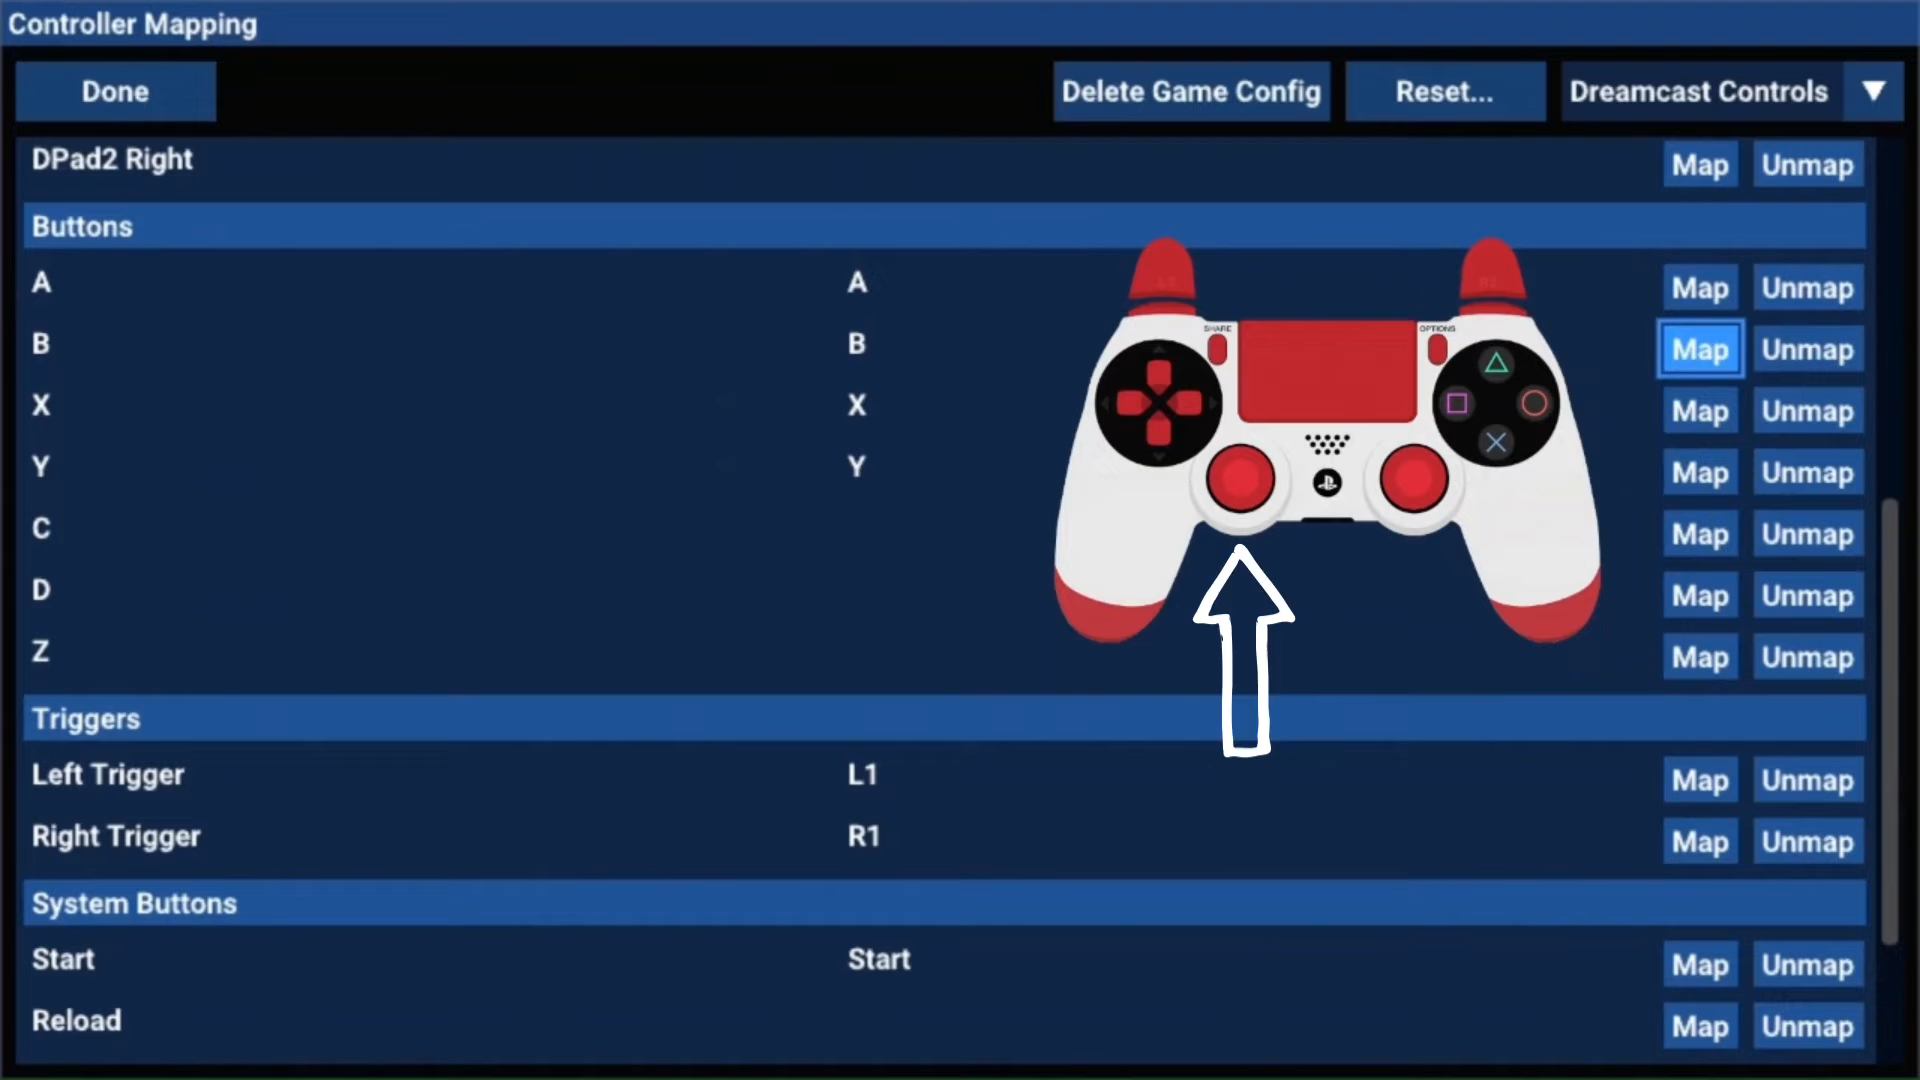 Controller Mapping
Done Delete Game Config Reset... Dreamcast Controls
DPad2 Right Map Unmap
Buttons
A A Map Unmap
B B Map Unmap
X X Map Unmap
Y Y Map Unmap
C Map Unmap
D Map Unmap
Z Map Unmap
SHARE OPTIONS
Triggers
Left Trigger L1 Map Unmap
Right Trigger R1 Map Unmap
System Buttons
Start Start Map Unmap
Reload Map Unmap